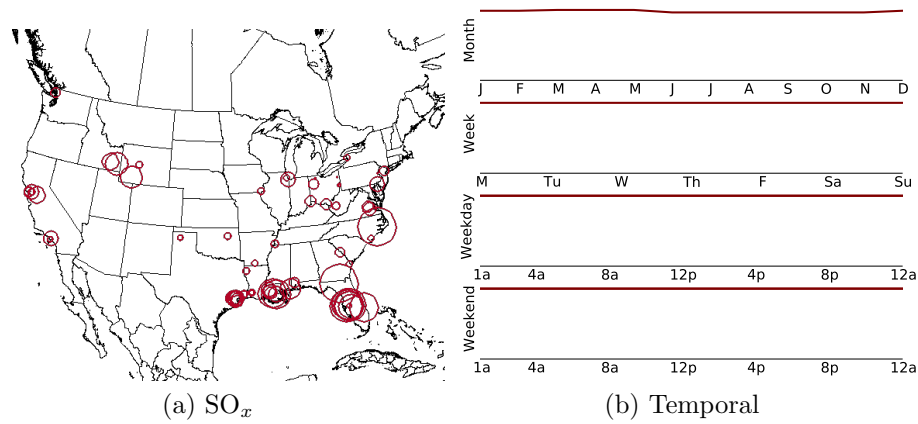 Month
J F M A M J J A S O N D
Week
M Tu W Th F Sa Su
Weekday
1a 4a 8a 12p 4p 8p 12a
Weekend
1a 4a 8a 12p 4p 8p 12a
(a) SOₓ
(b) Temporal